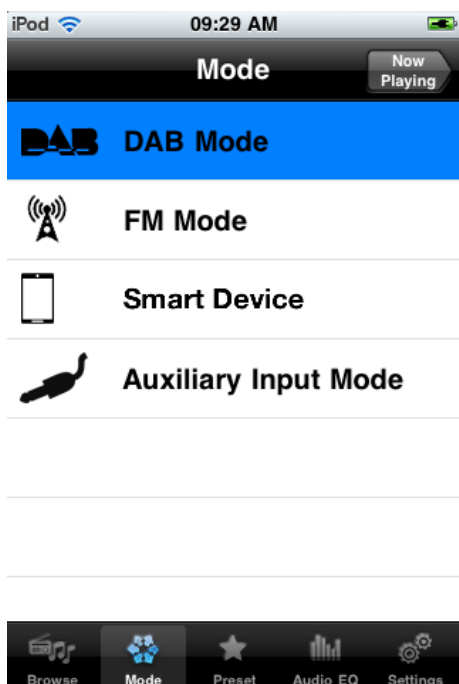 iPod 09:29 AM
Mode
Now
Playing
DAB DAB Mode
FM Mode
Smart Device
Auxiliary Input Mode
Browse Mode Preset Audio EQ Settings